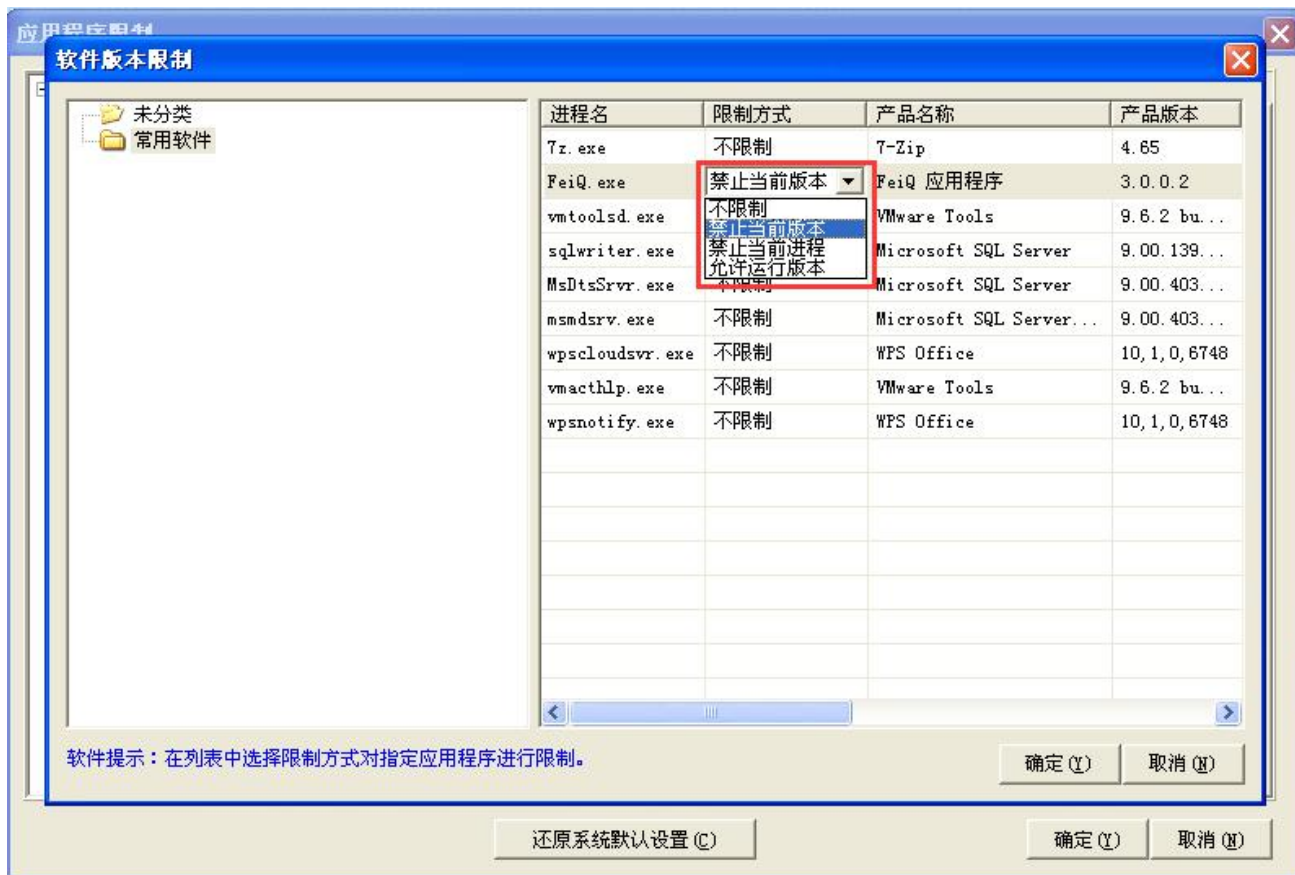 应用程序限制
软件版本限制
未分类
常用软件
进程名 限制方式 产品名称 产品版本
7z.exe 不限制 7-Zip 4.65
FeiQ.exe 禁止当前版本 FeiQ 应用程序 3.0.0.2
不限制
禁止当前版本
禁止当前进程
允许运行版本
vmtoolsd.exe VMware Tools 9.6.2 bu...
sqlwriter.exe Microsoft SQL Server 9.00.139...
MsDtsSrvr.exe 不限制 Microsoft SQL Server 9.00.403...
msmdsrv.exe 不限制 Microsoft SQL Server... 9.00.403...
wpscloudsvr.exe 不限制 WPS Office 10,1,0,6748
vmacthlp.exe 不限制 VMware Tools 9.6.2 bu...
wpsnotify.exe 不限制 WPS Office 10,1,0,6748
软件提示：在列表中选择限制方式对指定应用程序进行限制。
确定(Y) 取消(N)
还原系统默认设置(C) 确定(Y) 取消(N)